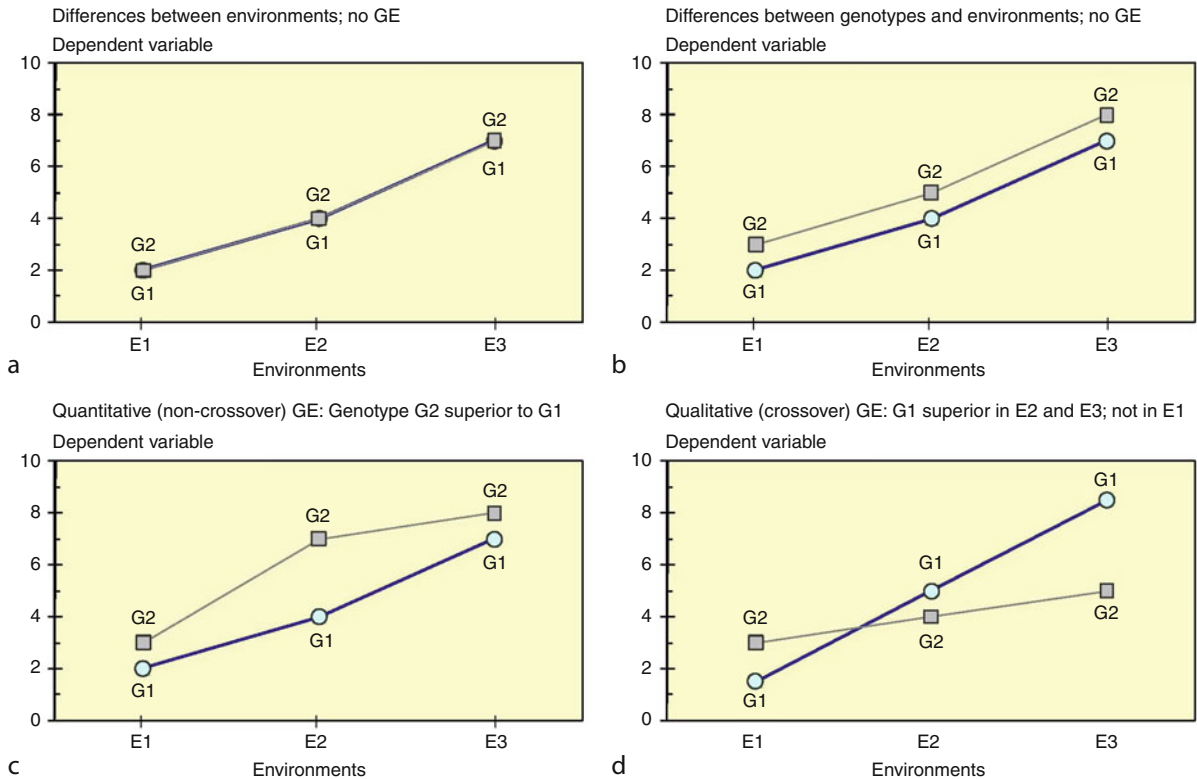 Differences between environments; no GE
Dependent variable
10
8
6
4
2
0
G2
G1
G2
G1
G2
G1
E1 E2 E3
Environments
a
Differences between genotypes and environments; no GE
Dependent variable
10
8
6
4
2
0
G2
G1
G2
G1
G2
G1
E1 E2 E3
Environments
b
Quantitative (non-crossover) GE: Genotype G2 superior to G1
Dependent variable
10
8
6
4
2
0
G2
G1
G2
G1
G2
G1
E1 E2 E3
Environments
c
Qualitative (crossover) GE: G1 superior in E2 and E3; not in E1
Dependent variable
10
8
6
4
2
0
G2
G1
G1
G2
G1
G2
E1 E2 E3
Environments
d